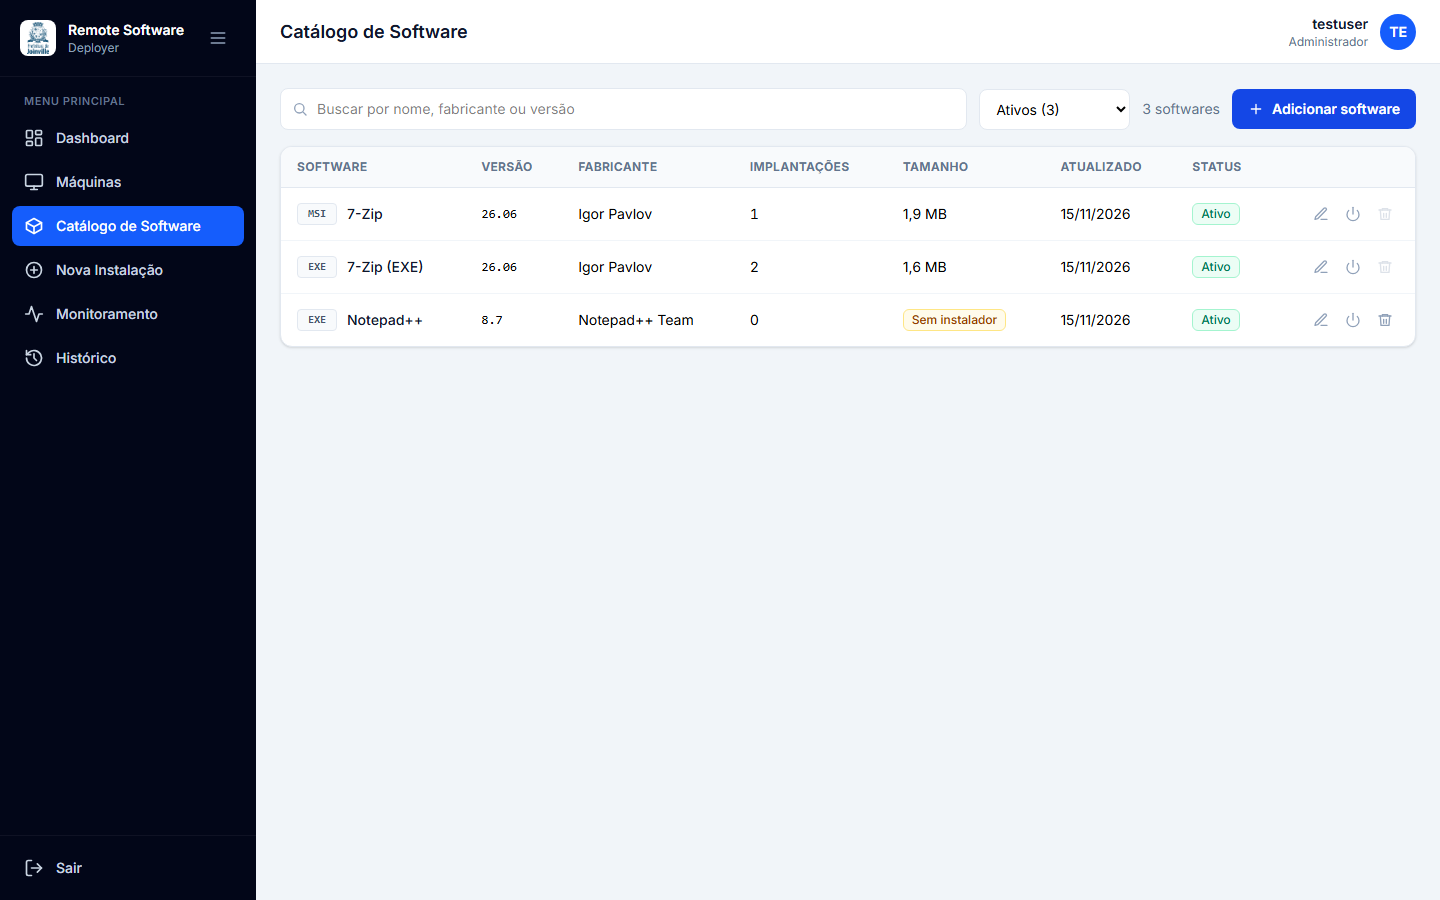 Remote Software
Deployer
MENU PRINCIPAL
Dashboard
Máquinas
Catálogo de Software
Nova Instalação
Monitoramento
Histórico
Sair
Catálogo de Software
testuser
Administrador
TE
Buscar por nome, fabricante ou versão
Ativos (3)
3 softwares
Adicionar software
SOFTWARE VERSÃO FABRICANTE IMPLANTAÇÕES TAMANHO ATUALIZADO STATUS
MSI 7-Zip 26.06 Igor Pavlov 1 1,9 MB 15/11/2026 Ativo
EXE 7-Zip (EXE) 26.06 Igor Pavlov 2 1,6 MB 15/11/2026 Ativo
EXE Notepad++ 8.7 Notepad++ Team 0 Sem instalador 15/11/2026 Ativo